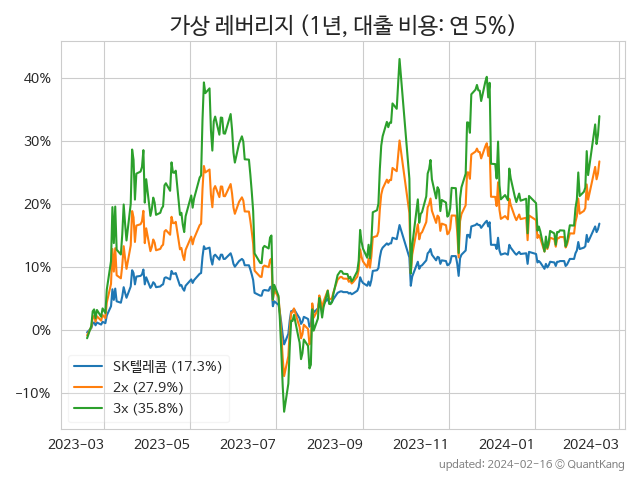 가상 레버리지 (1년, 대출 비용: 연 5%)
40%
30%
20%
10%
0%
−10%
SK텔레콤 (17.3%)
2x (27.9%)
3x (35.8%)
2023-03 2023-05 2023-07 2023-09 2023-11 2024-01 2024-03
updated: 2024-02-16 © QuantKang